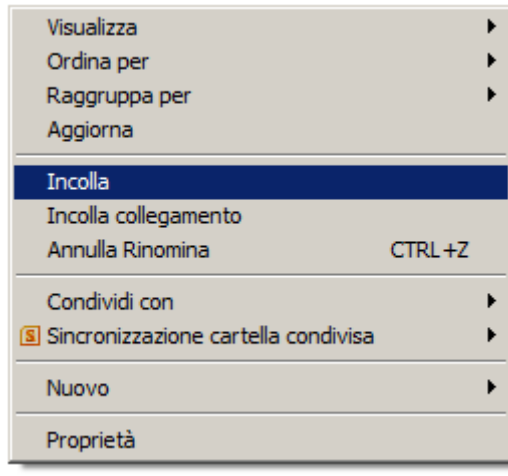 Visualizza
Ordina per
Raggruppa per
Aggiorna
Incolla
Incolla collegamento
Annulla Rinomina CTRL+Z
Condividi con
S Sincronizzazione cartella condivisa
Nuovo
Proprietà